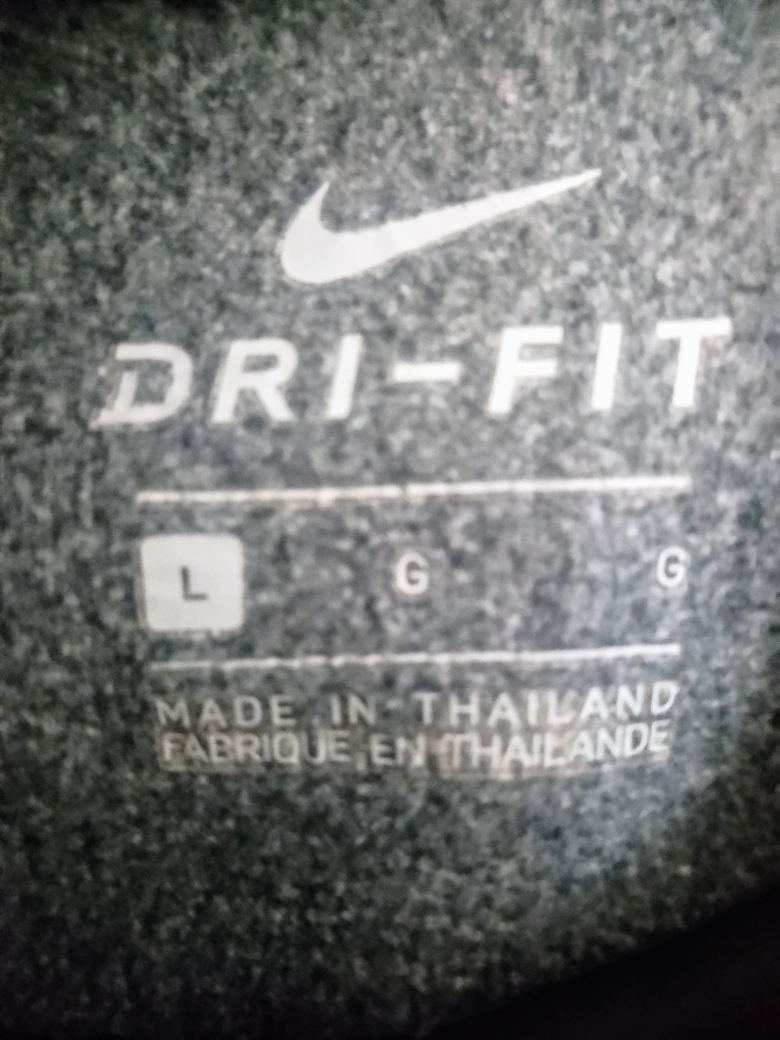 DRI-FIT
L G G
MADE IN THAILAND
FABRIQUE EN THAILANDE